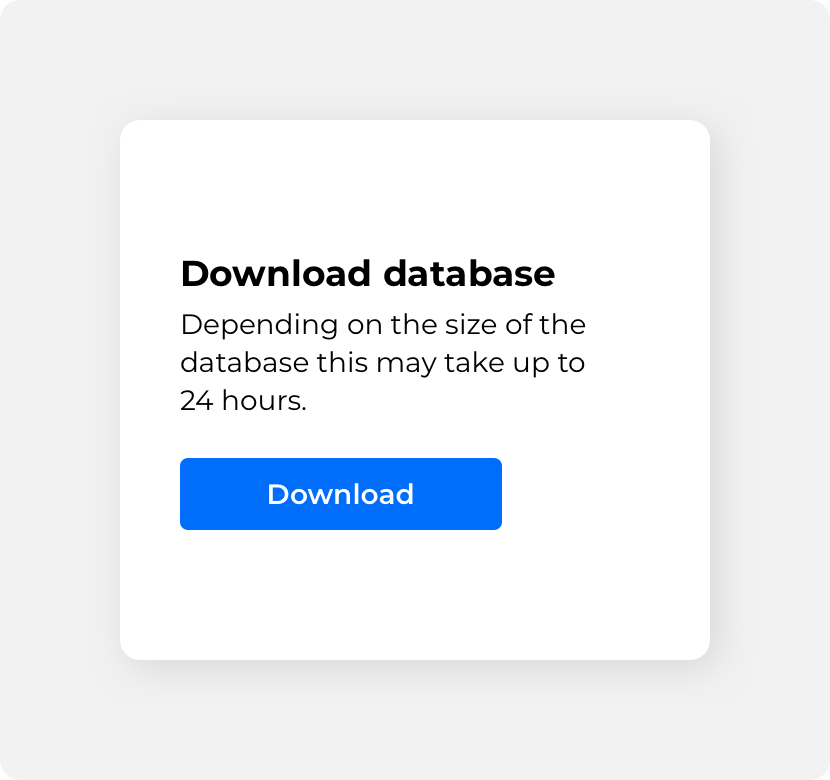 Download database
Depending on the size of the
database this may take up to
24 hours.
Download